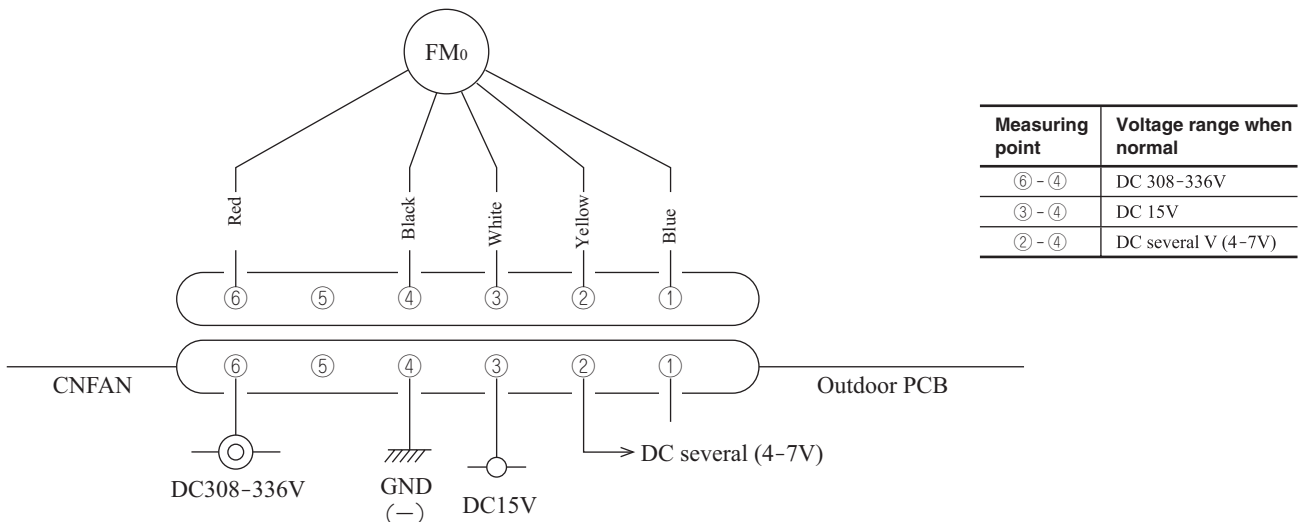 FM0
Measuring point
Voltage range when normal
⑥ - ④
DC 308-336V
③ - ④
DC 15V
② - ④
DC several V (4-7V)
Red
Black
White
Yellow
Blue
⑥ ⑤ ④ ③ ② ①
⑥ ⑤ ④ ③ ② ①
CNFAN
Outdoor PCB
DC several (4-7V)
DC308-336V
GND
(—)
DC15V